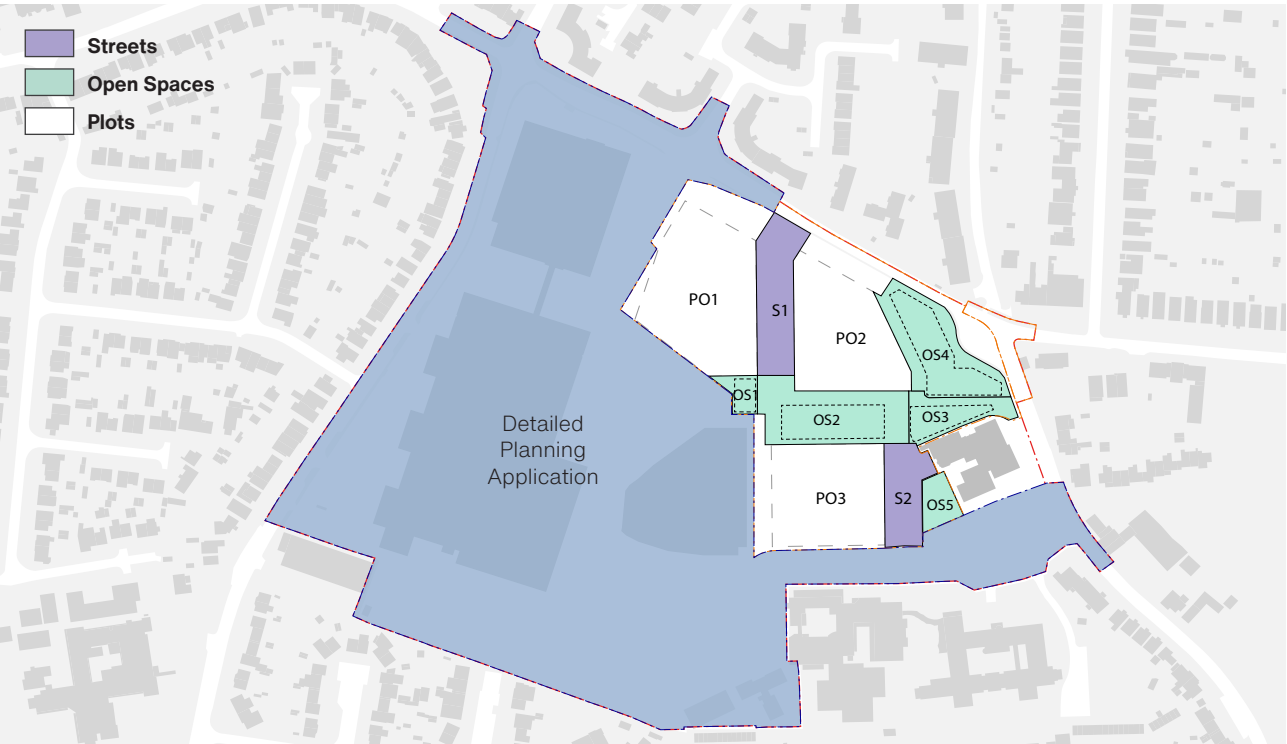 Streets
Open Spaces
Plots
PO1
S1
PO2
OS4
OS1
OS2
OS3
Detailed
Planning
Application
PO3
S2
OS5